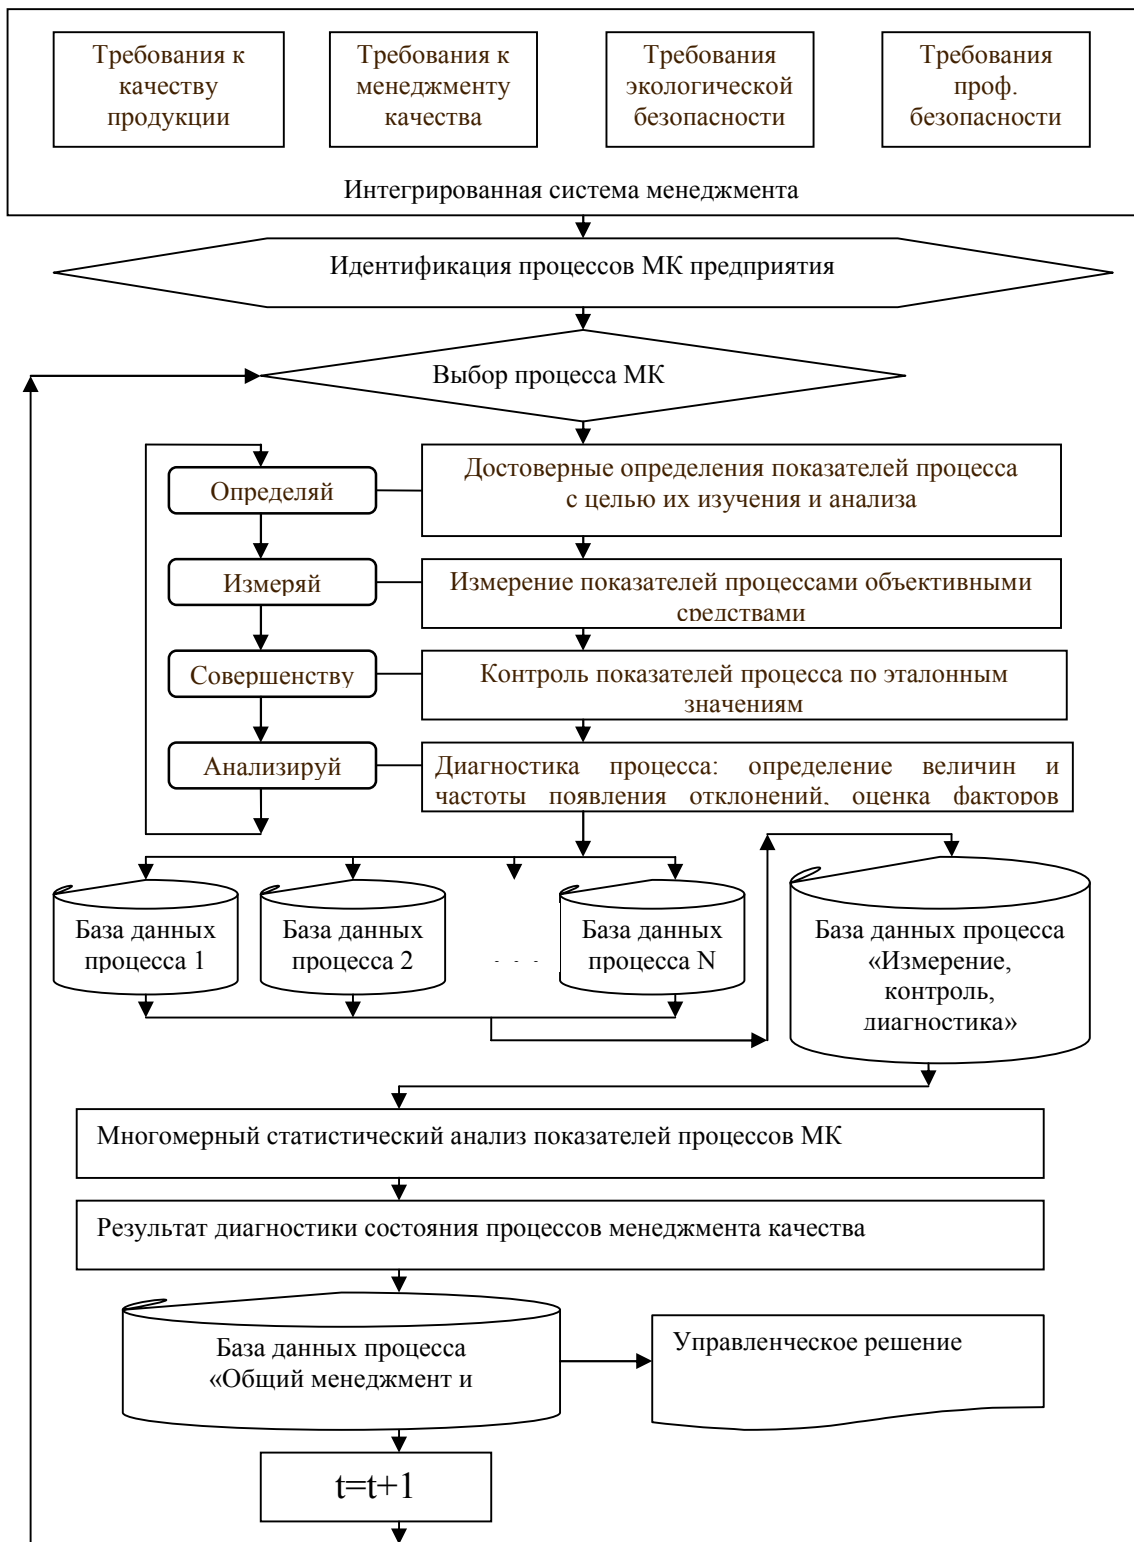 Требования к
качеству
продукции
Требования к
менеджменту
качества
Требования
экологической
безопасности
Требования
проф.
безопасности
Интегрированная система менеджмента
Идентификация процессов МК предприятия
Выбор процесса МК
Определяй
Достоверные определения показателей процесса
с целью их изучения и анализа
Измеряй
Измерение показателей процессами объективными
средствами
Совершенству
Контроль показателей процесса по эталонным
значениям
Анализируй
Диагностика процесса: определение величин и
частоты появления отклонений, оценка факторов
База данных
процесса 1
База данных
процесса 2
. . .
База данных
процесса N
База данных процесса
«Измерение,
контроль,
диагностика»
Многомерный статистический анализ показателей процессов МК
Результат диагностики состояния процессов менеджмента качества
База данных процесса
«Общий менеджмент и
Управленческое решение
t=t+1